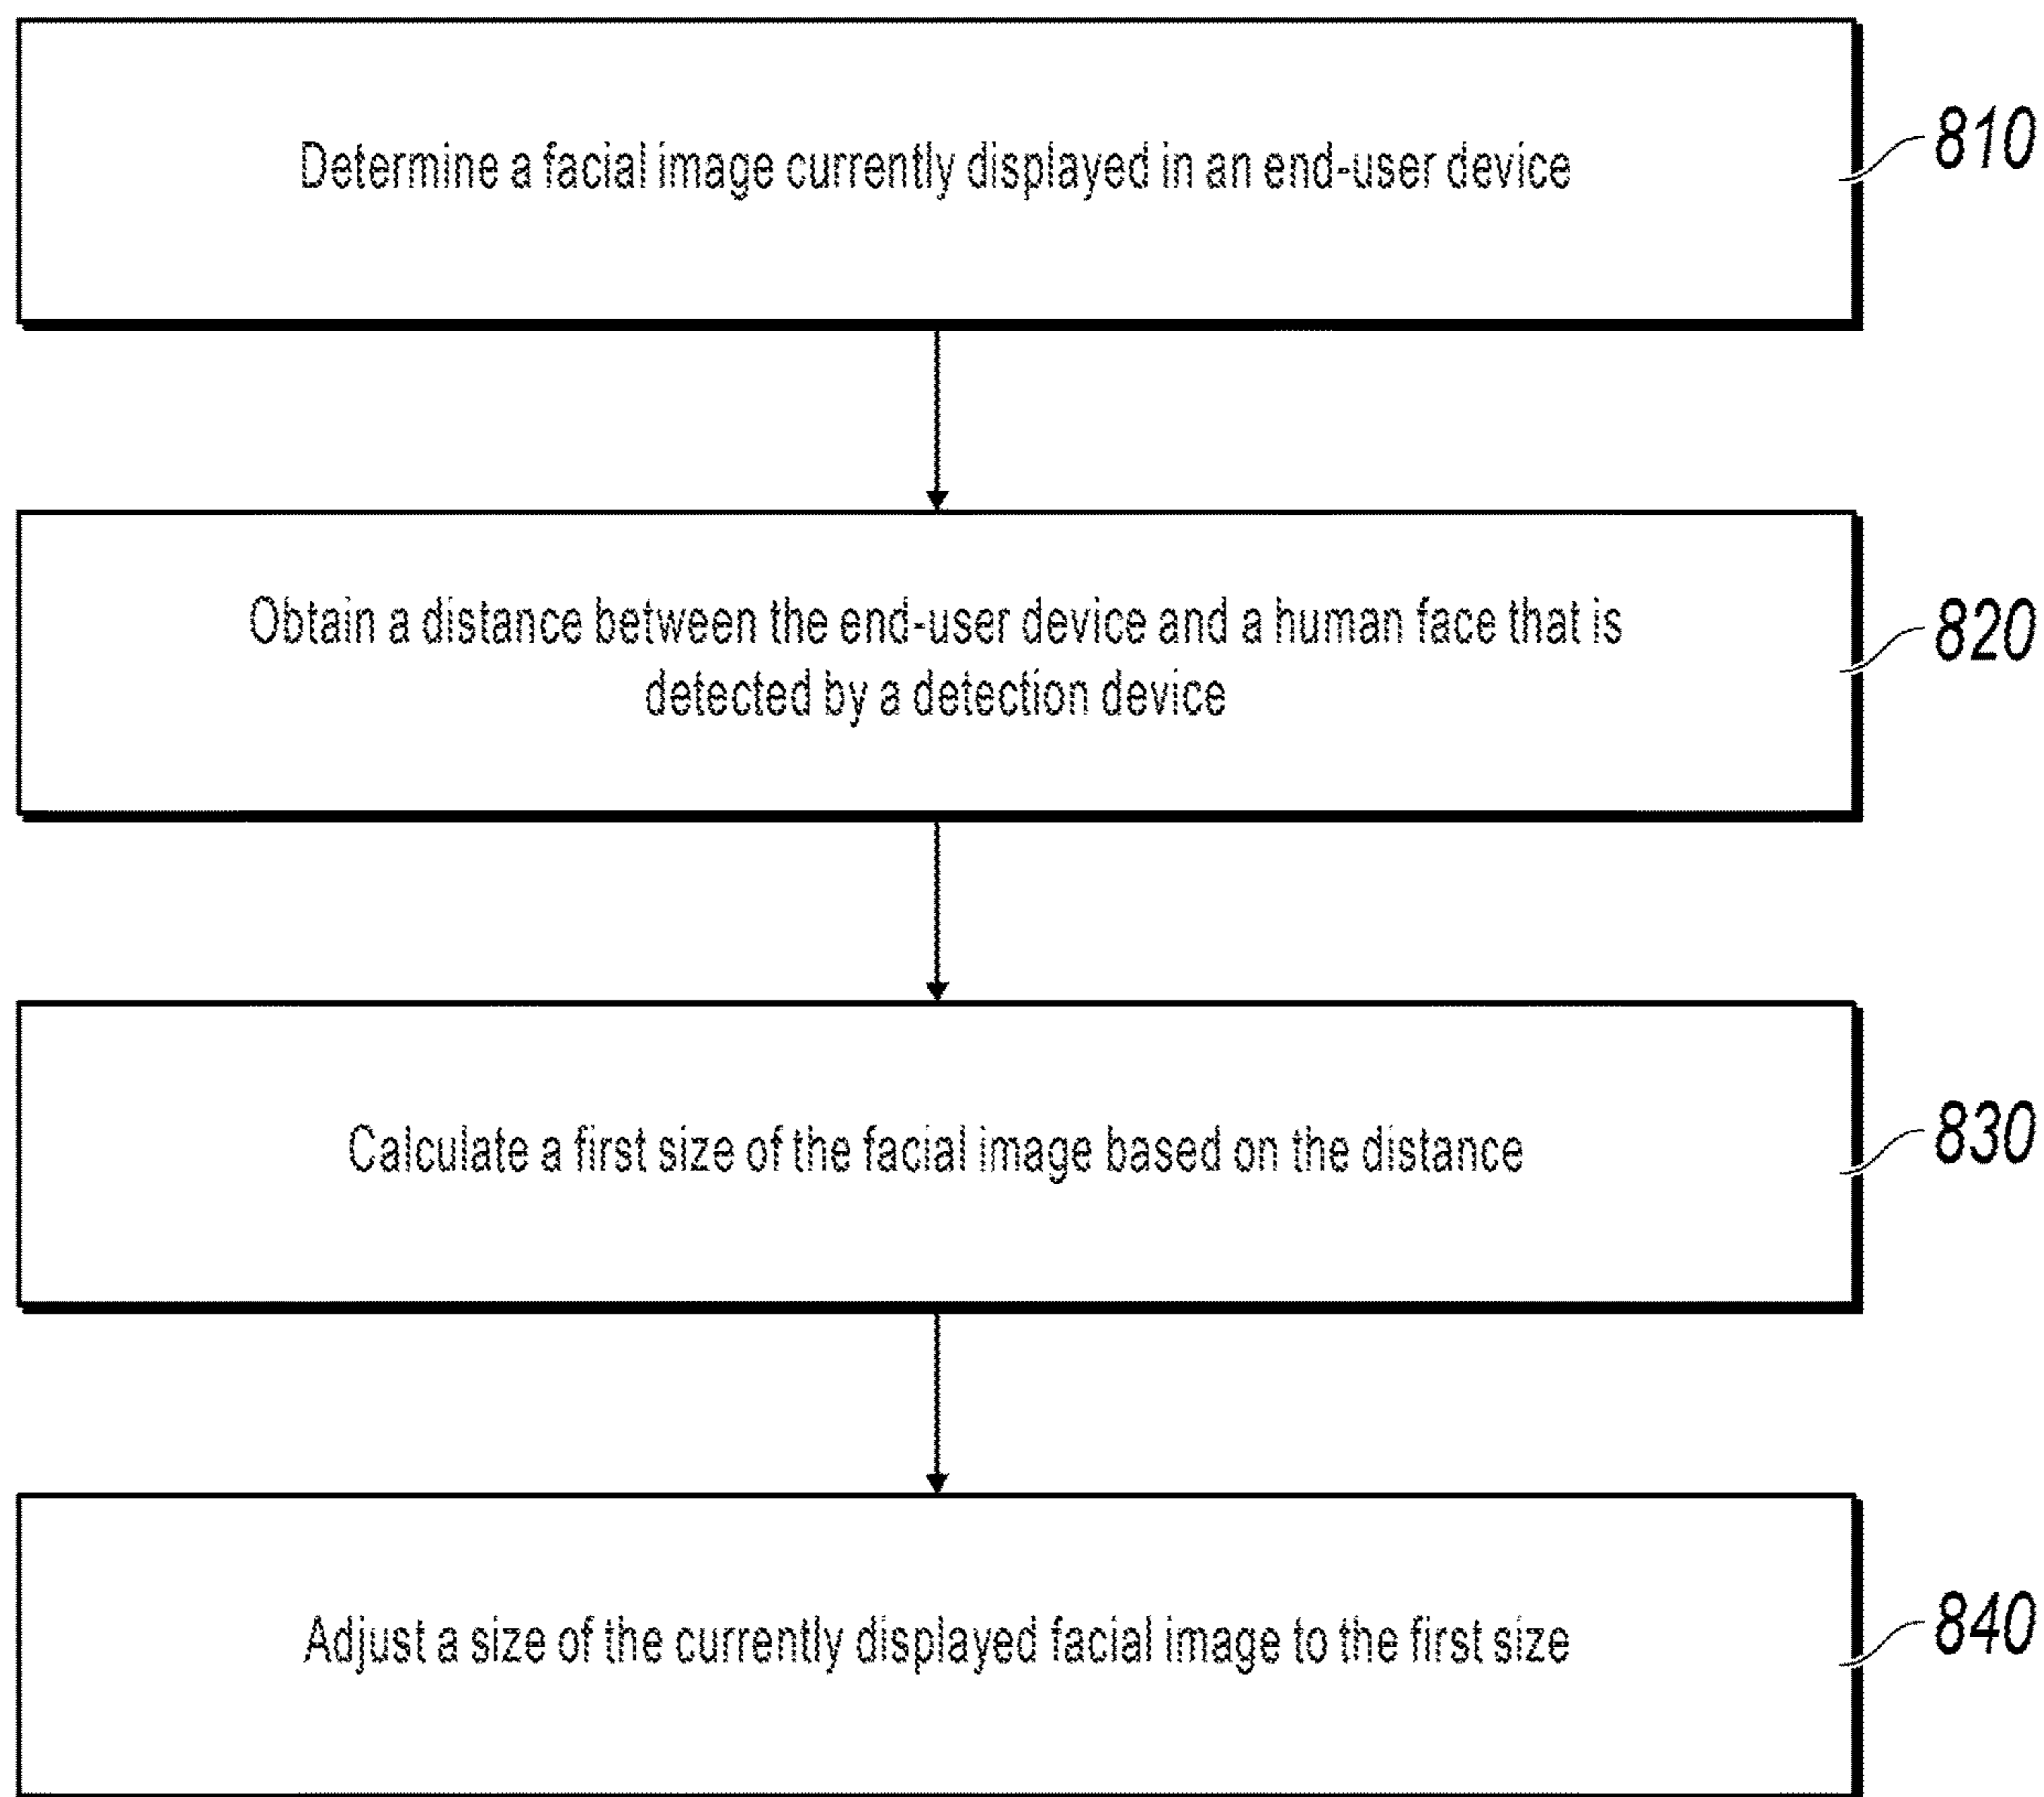 Determine a facial image currently displayed in an end-user device
810
Obtain a distance between the end-user device and a human face that is
detected by a detection device
820
Calculate a first size of the facial image based on the distance
830
Adjust a size of the currently displayed facial image to the first size
840